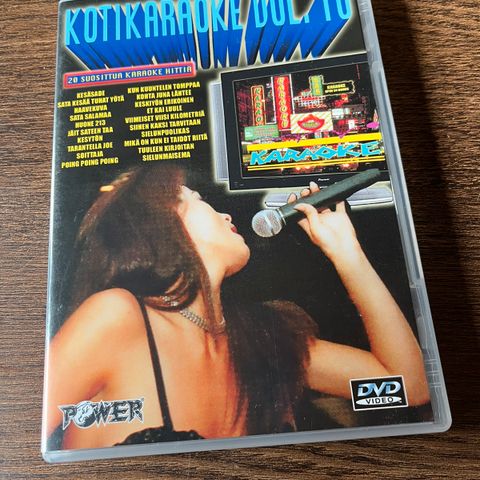 KOTIKARAOKE VOL. 10
20 SUOSITTUA KARAOKE HITTIÄ
KESÄSADE
SATA KESÄÄ TUHAT YÖTÄ
HAAVEKUVA
SATA SALAMAA
HUONE 213
JÄIT SATEEN TAA
KESYTÖN
TARANTELLA JOE
SOITTAJA
POING POING POING
KUN KUUNTELEN TOMPPAA
KOHTA JUNA LÄHTEE
KESKIYÖN ERIKOINEN
ET KAI LUULE
VIIMEISET VIISI KILOMETRIÄ
SIIHEN KAKSI TARVITAAN
SIELUNPUOLIKAS
MIKÄ ON KUN EI TAIDOT RIITÄ
TUULEEN KIRJOITAN
SIELUNMAISEMA
KARAOKE
KARAOKE
POWER
DVD
VIDEO